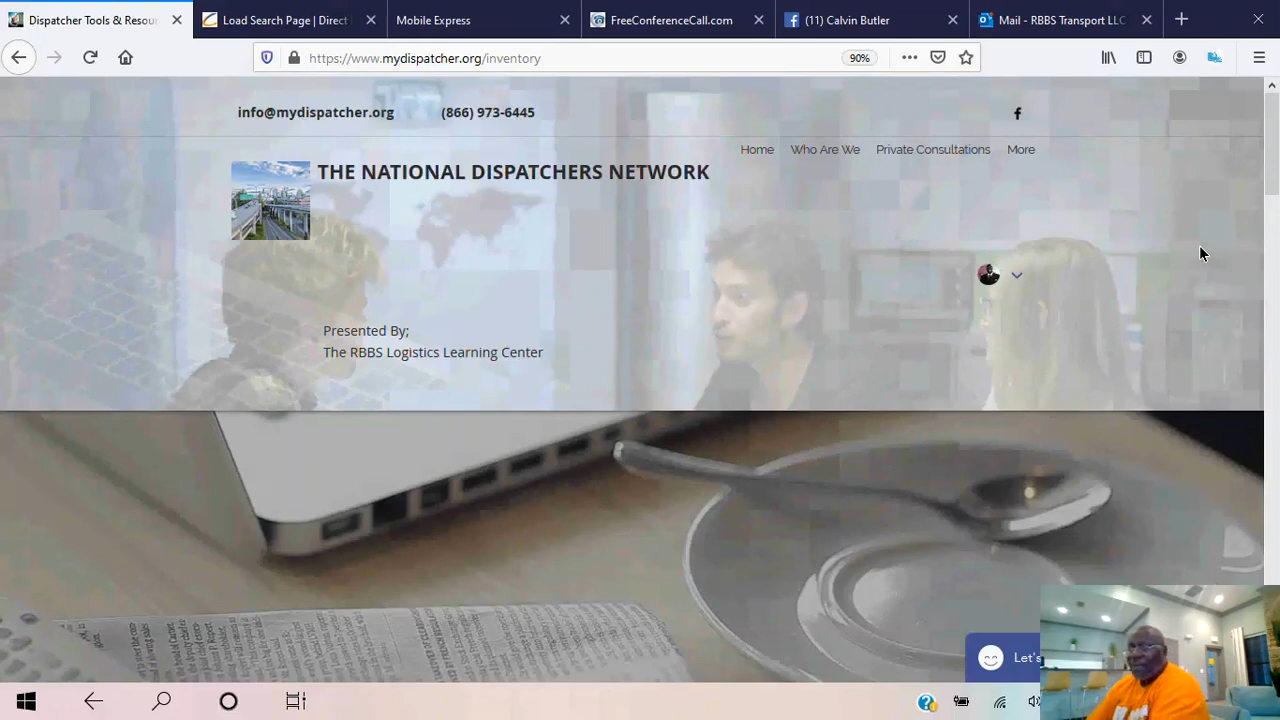 Dispatcher Tools & Resou
Load Search Page | Direct
Mobile Express
FreeConferenceCall.com
(11) Calvin Butler
Mail - RBBS Transport LLC
https://www.mydispatcher.org/inventory
90%
info@mydispatcher.org (866) 973-6445
Home Who Are We Private Consultations More
THE NATIONAL DISPATCHERS NETWORK
Presented By;
The RBBS Logistics Learning Center
Let's